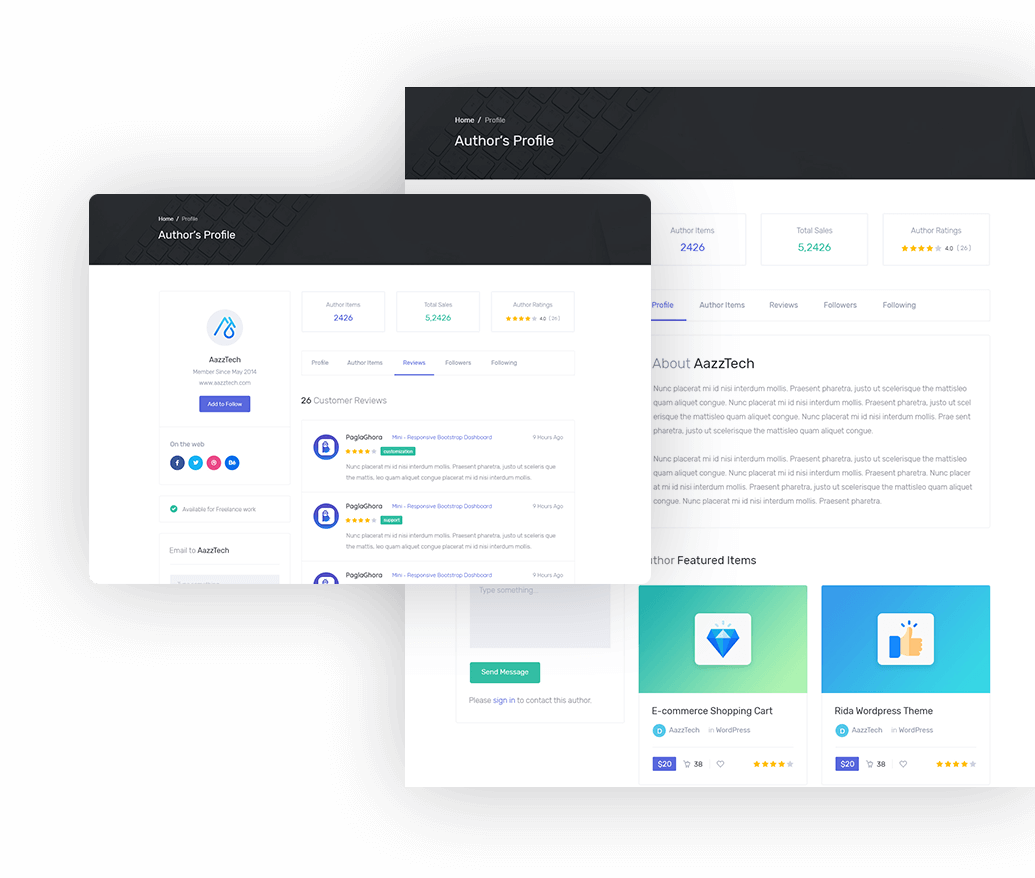 Home / Profile
Author's Profile
Author Items
2426
Total Sales
5,2426
Author Ratings
4.0 (26)
Profile
Author Items
Reviews
Followers
Following
About AazzTech
Nunc placerat mi id nisi interdum mollis. Praesent pharetra, justo ut scelerisque the mattisleo
quam aliquet congue. Nunc placerat mi id nisi interdum mollis. Praesent pharetra, justo ut scel
erisque the mattisleo quam aliquet congue. Nunc placerat mi id nisi interdum mollis. Prae sent
pharetra, justo ut scelerisque the mattisleo quam aliquet congue.
Nunc placerat mi id nisi interdum mollis. Praesent pharetra, justo ut scelerisque the mattisleo
quam aliquet congue. Nunc placerat mi id nisi interdum mollis. Praesent pharetra, Nunc placer
at mi id nisi interdum mollis. Praesent pharetra, justo ut scelerisque the mattisleo quam aliquet
congue. Nunc placerat mi id nisi interdum mollis. Praesent pharetra.
uthor Featured Items
E-commerce Shopping Cart
D AazzTech in WordPress
$20 38
Rida Wordpress Theme
D AazzTech in WordPress
$20 38
Type something...
Send Message
Please sign in to contact this author.
Home / Profile
Author's Profile
AazzTech
Member Since May 2014
www.aazztech.com
Add to Follow
On the web
Available for Freelance work
Email to AazzTech
Author Items
2426
Total Sales
5,2426
Author Ratings
4.0 (26)
Profile
Author Items
Reviews
Followers
Following
26 Customer Reviews
PaglaGhora Mini - Responsive Bootstrap Dashboard 9 Hours Ago
customization
Nunc placerat mi id nisi interdum mollis. Praesent pharetra, justo ut sceleris que
the mattis, leo quam aliquet congue placerat mi id nisi interdum mollis.
PaglaGhora Mini - Responsive Bootstrap Dashboard 9 Hours Ago
support
Nunc placerat mi id nisi interdum mollis. Praesent pharetra, justo ut sceleris que
the mattis, leo quam aliquet congue placerat mi id nisi interdum mollis.
PaglaGhora Mini - Responsive Bootstrap Dashboard 9 Hours Ago